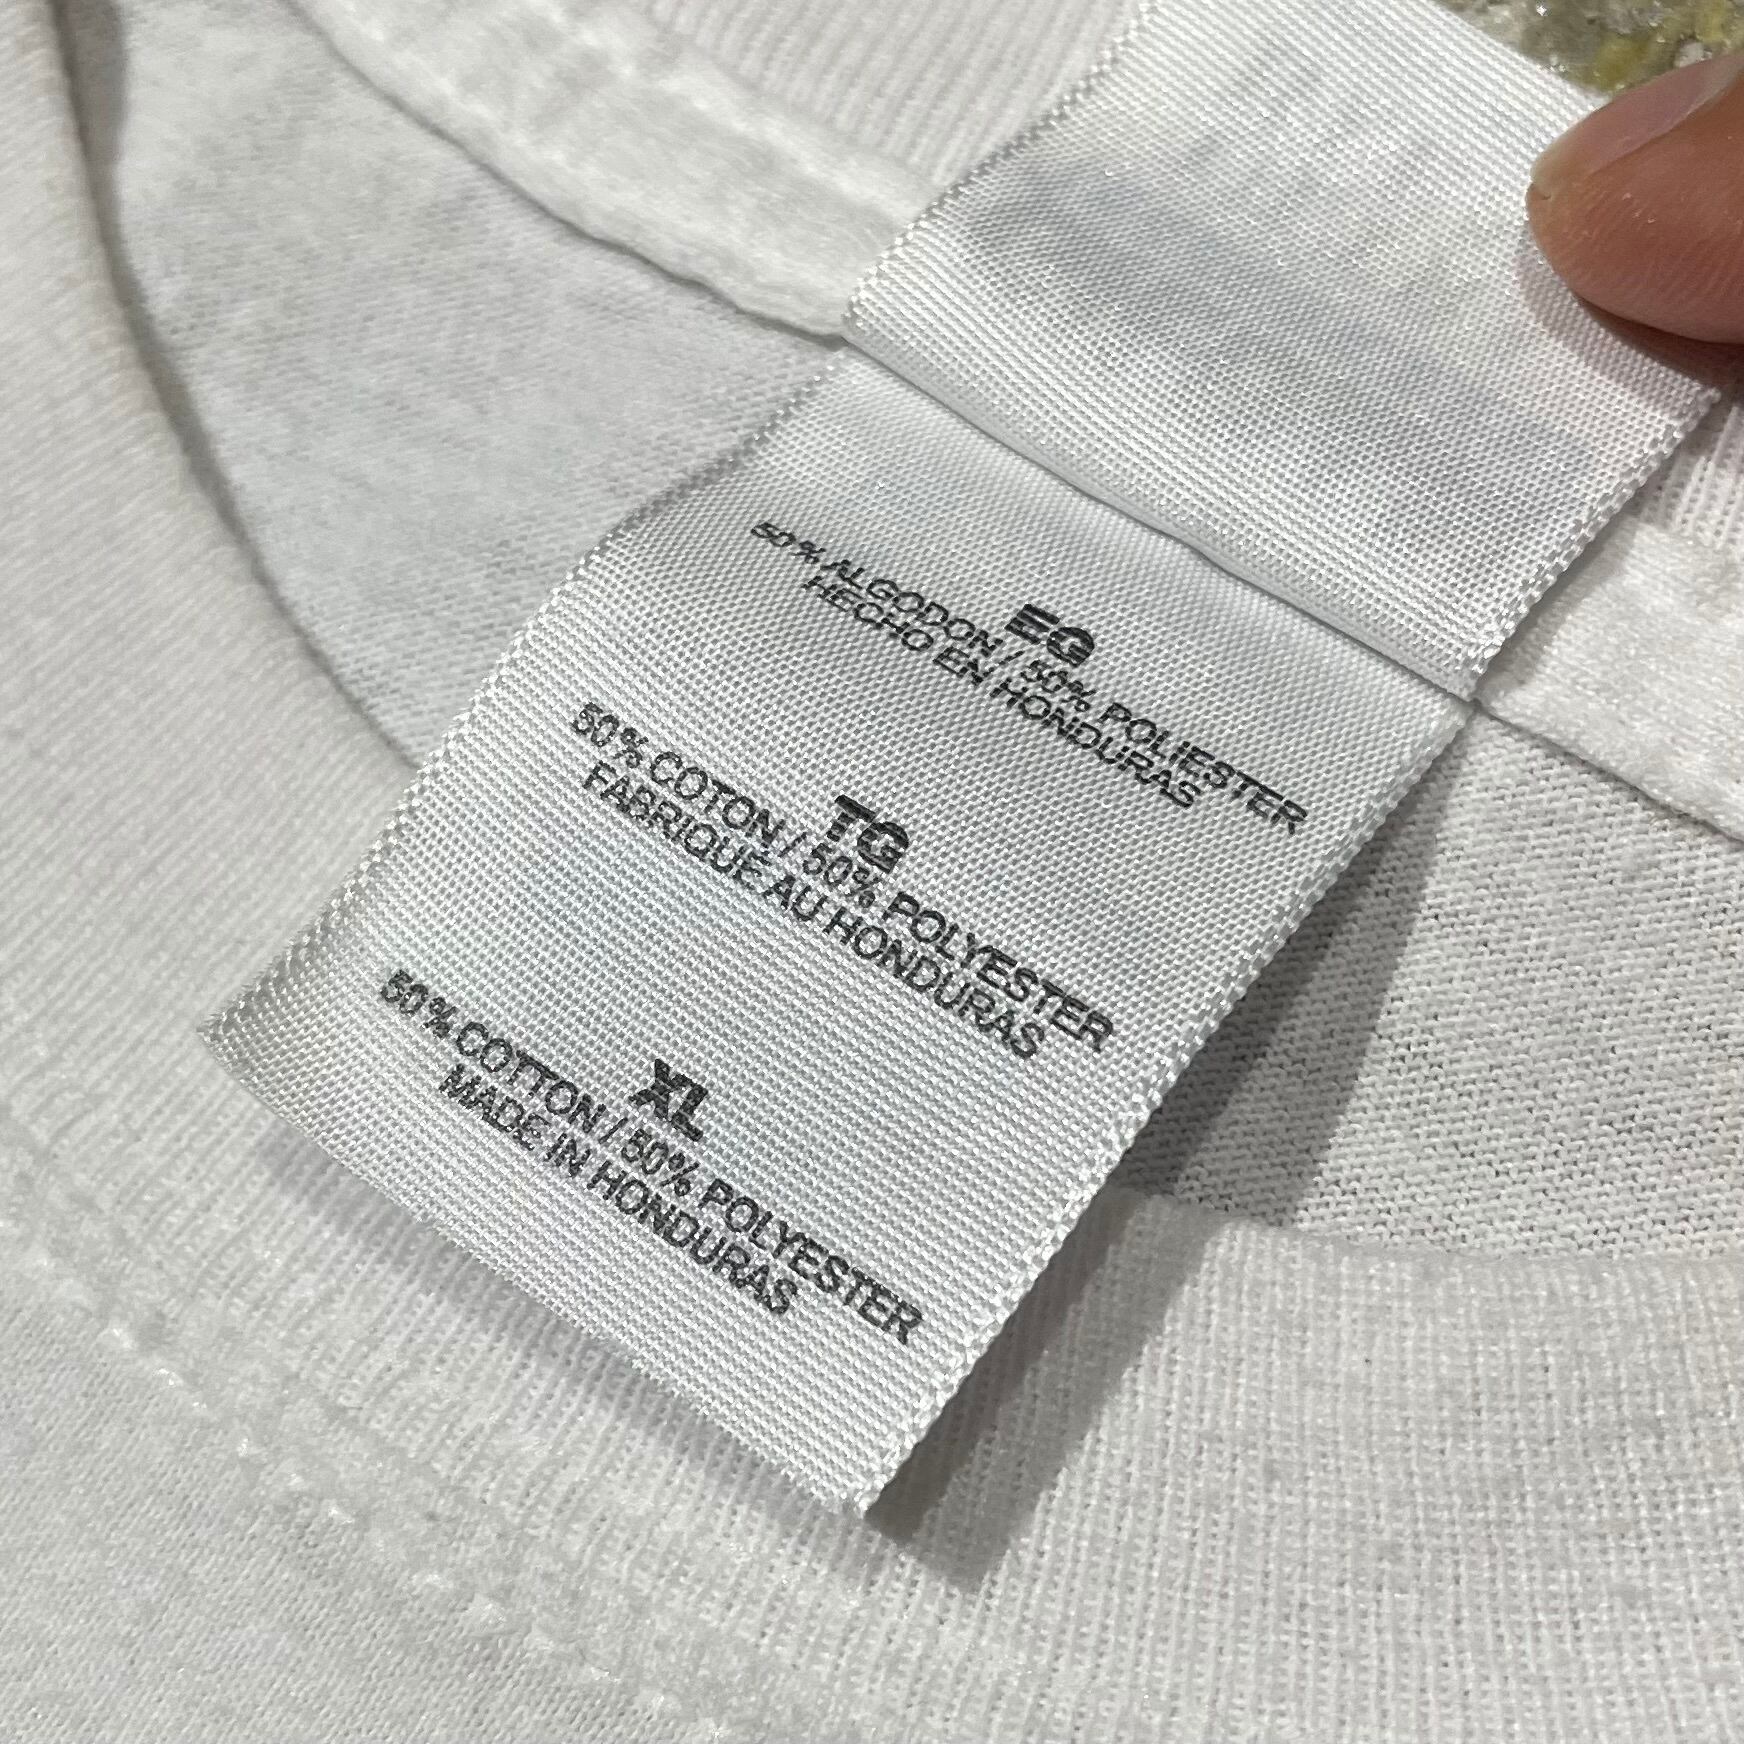 EG
50% ALGODON / 50% POLIESTER
HECHO EN HONDURAS
TG
50% COTON / 50% POLYESTER
FABRIQUÉ AU HONDURAS
XL
50% COTTON / 50% POLYESTER
MADE IN HONDURAS